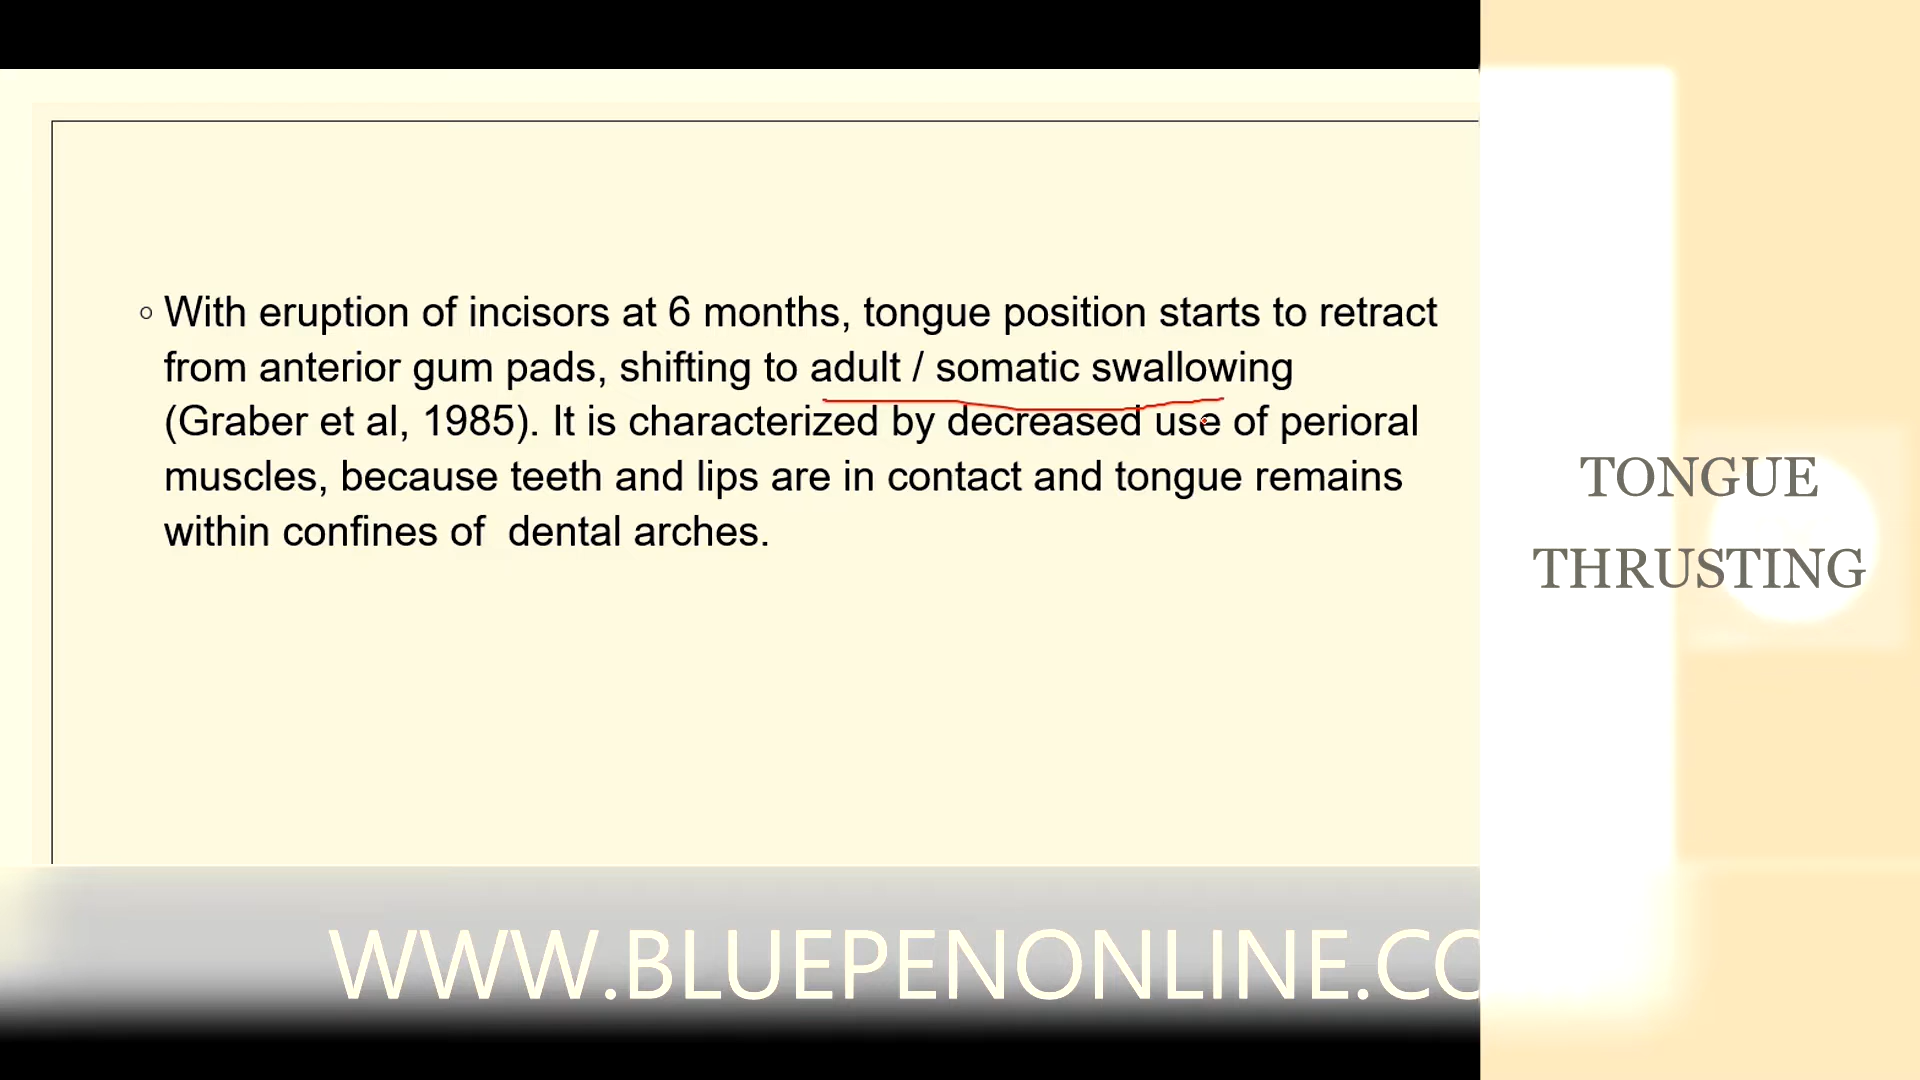 With eruption of incisors at 6 months, tongue position starts to retract
from anterior gum pads, shifting to adult / somatic swallowing
(Graber et al, 1985). It is characterized by decreased use of perioral
muscles, because teeth and lips are in contact and tongue remains
within confines of  dental arches.
TONGUE
THRUSTING
WWW.BLUEPENONLINE.CO